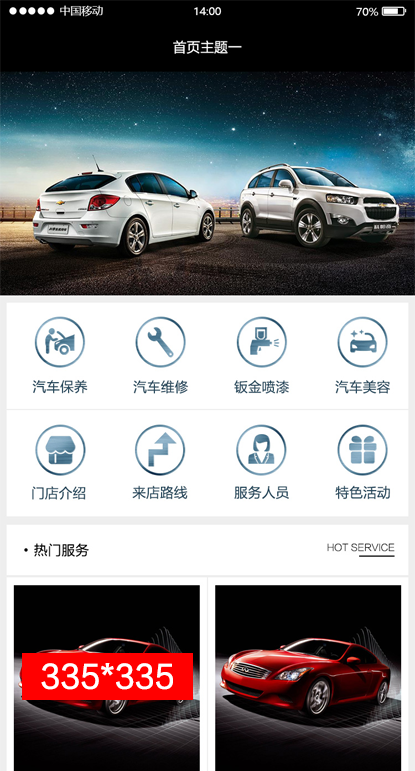 中国移动 14:00 70%
首页主题一
汽车保养 汽车维修 钣金喷漆 汽车美容
门店介绍 来店路线 服务人员 特色活动
• 热门服务 HOT SERVICE
335*335